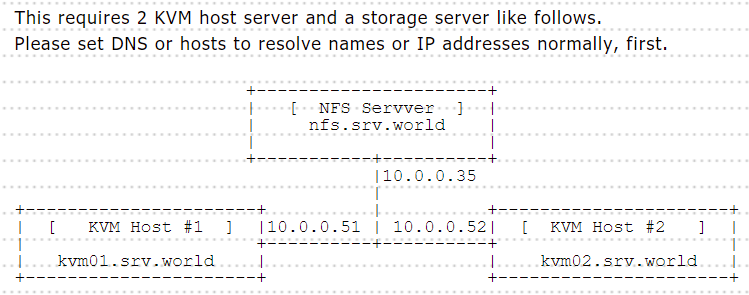 This requires 2 KVM host server and a storage server like follows.
Please set DNS or hosts to resolve names or IP addresses normally, first.
+----------------------+
| [ NFS Servver ] |
| nfs.srv.world |
| |
+-----------+----------+
|10.0.0.35
|
+----------------------+ | +----------------------+
| [ KVM Host #1 ] |10.0.0.51 | 10.0.0.52| [ KVM Host #2 ] |
| +----------+----------+ |
| kvm01.srv.world | | kvm02.srv.world |
+----------------------+ +----------------------+